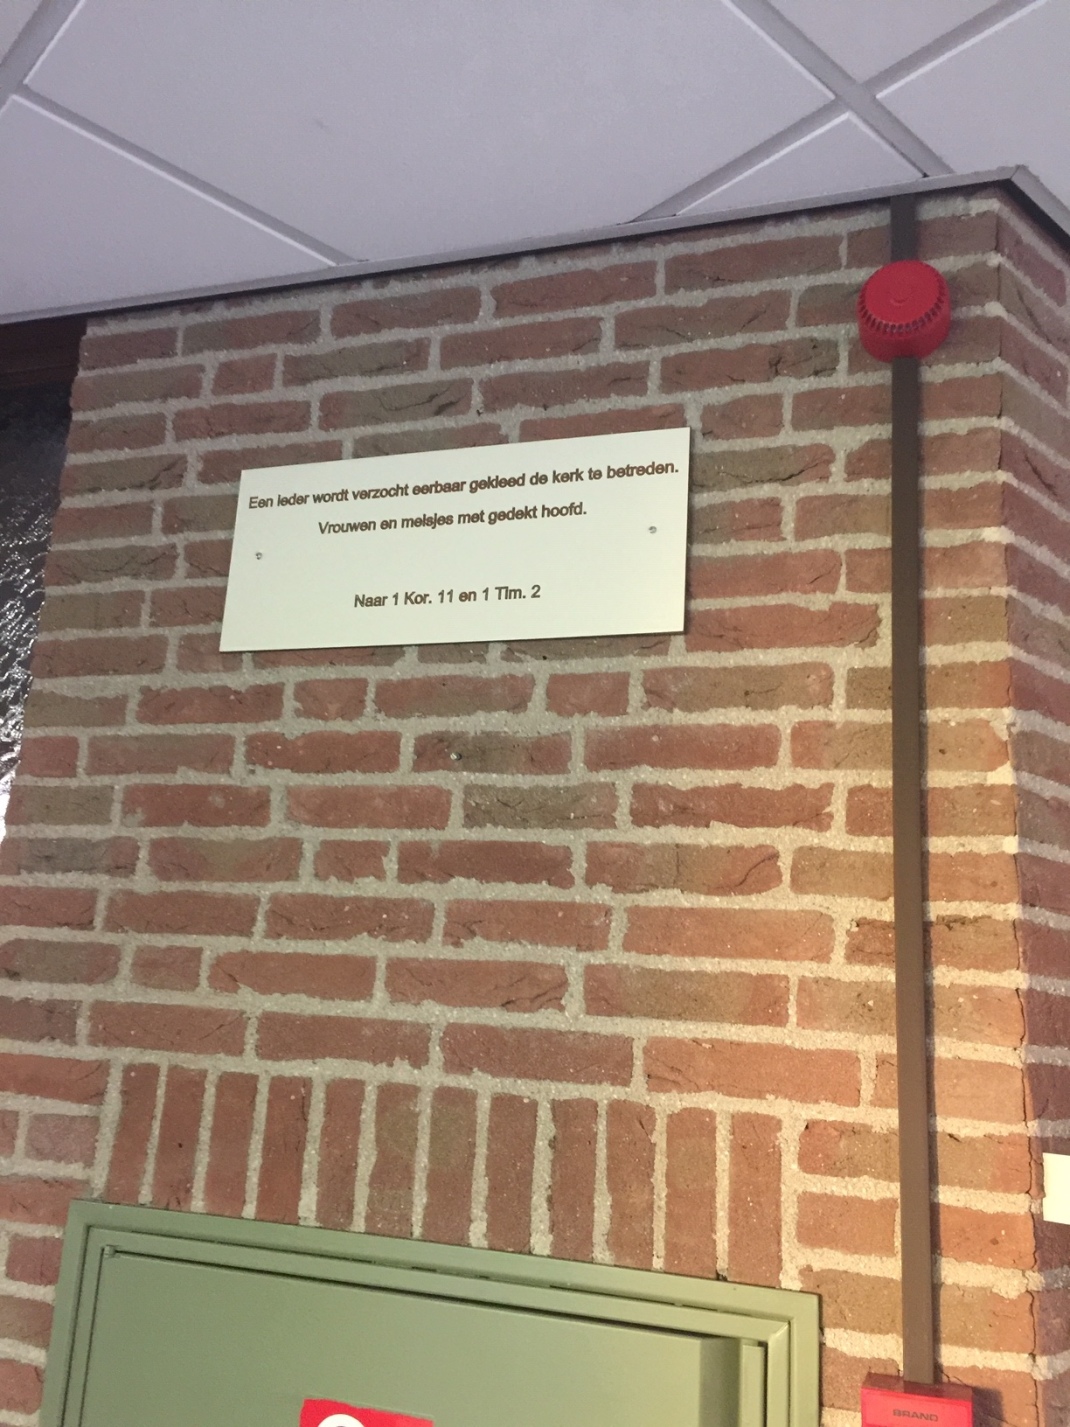 Een ieder wordt verzocht eerbaar gekleed de kerk te betreden.
Vrouwen en meisjes met gedekt hoofd.
Naar 1 Kor. 11 en 1 Tim. 2
BRAND